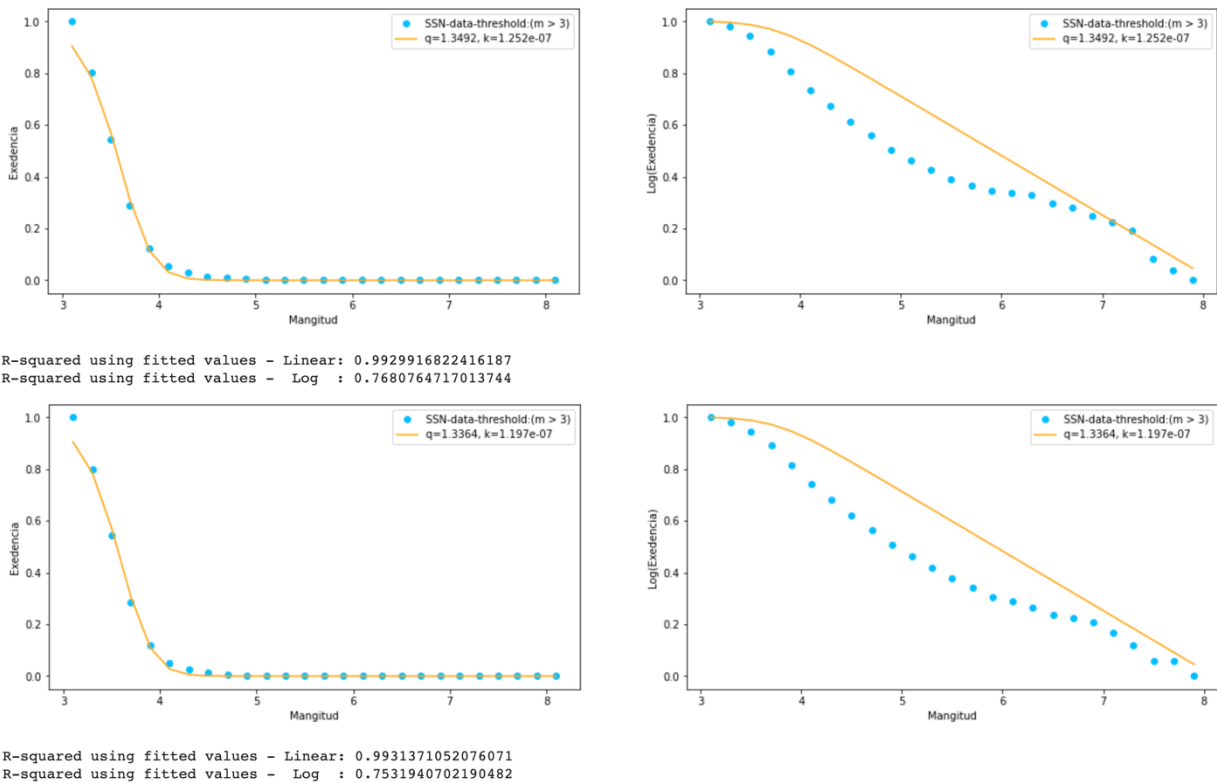 SSN-data-threshold:(m > 3)
q=1.3492, k=1.252e-07
1.0
0.8
0.6
0.4
0.2
0.0
Exedencia
3 4 5 6 7 8
Mangitud
SSN-data-threshold:(m > 3)
q=1.3492, k=1.252e-07
1.0
0.8
0.6
0.4
0.2
0.0
Log(Exedencia)
3 4 5 6 7 8
Mangitud
R-squared using fitted values - Linear: 0.9929916822416187
R-squared using fitted values - Log : 0.7680764717013744
SSN-data-threshold:(m > 3)
q=1.3364, k=1.197e-07
1.0
0.8
0.6
0.4
0.2
0.0
Exedencia
3 4 5 6 7 8
Mangitud
SSN-data-threshold:(m > 3)
q=1.3364, k=1.197e-07
1.0
0.8
0.6
0.4
0.2
0.0
Log(Exedencia)
3 4 5 6 7 8
Mangitud
R-squared using fitted values - Linear: 0.9931371052076071
R-squared using fitted values - Log : 0.7531940702190482